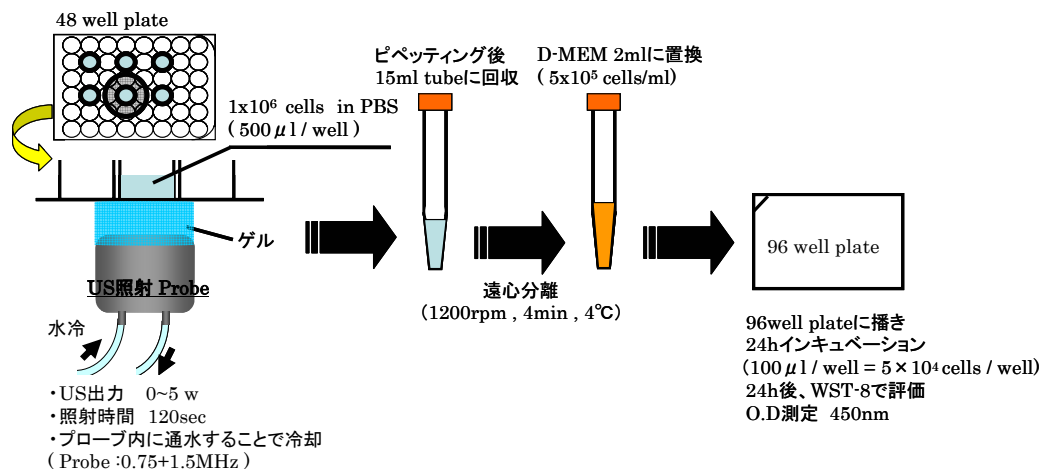 48 well plate
1x10⁶ cells in PBS
( 500μl / well )
ゲル
US照射 Probe
水冷
・US出力 0~5 w
・照射時間 120sec
・プローブ内に通水することで冷却
( Probe :0.75+1.5MHz )
ピペッティング後
15ml tubeに回収
D-MEM 2mlに置換
( 5x10⁵ cells/ml)
遠心分離
(1200rpm , 4min , 4℃)
96 well plate
96well plateに播き
24hインキュベーション
(100μl / well = 5×10⁴ cells / well)
24h後、WST-8で評価
O.D測定 450nm